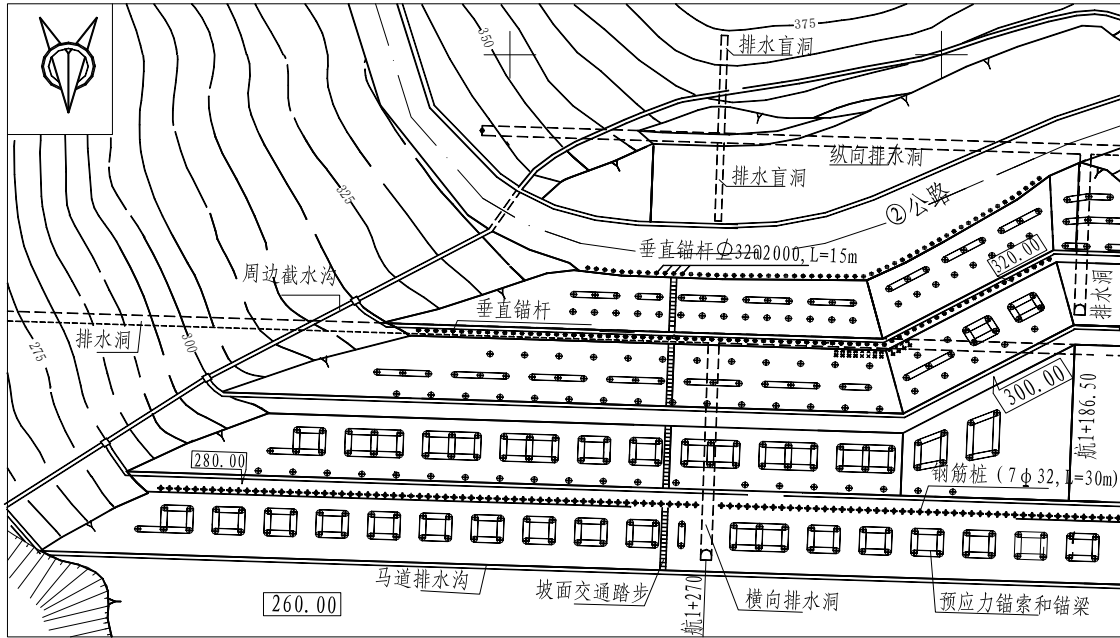 375
350
排水盲洞
纵向排水洞
排水盲洞
325
②公路
垂直锚杆Φ32@2000,L=15m
320.00
周边截水沟
垂直锚杆
排水洞
排水洞
275
300
300.00
航1+186.50
280.00
钢筋桩(7φ32,L=30m)
马道排水沟
坡面交通踏步
航1+270
横向排水洞
预应力锚索和锚梁
260.00